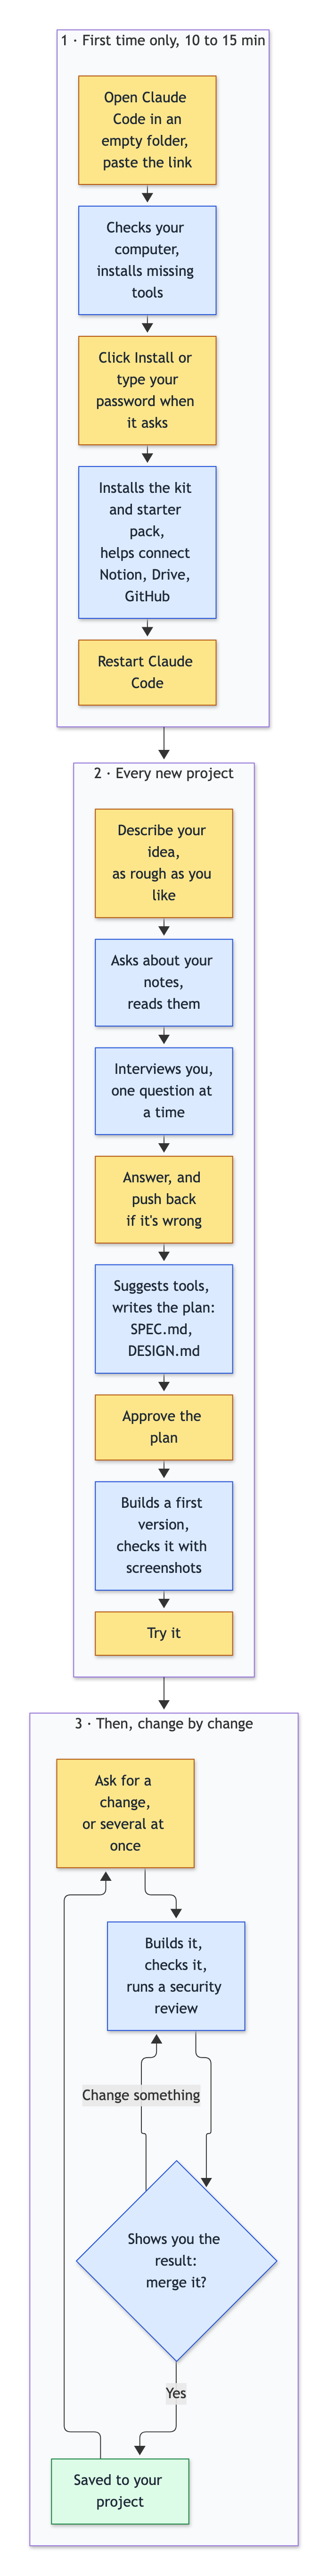 1 · First time only, 10 to 15 min
Open Claude
Code in an
empty folder,
paste the link
Checks your
computer,
installs missing
tools
Click Install or
type your
password when
it asks
Installs the kit
and starter
pack,
helps connect
Notion, Drive,
GitHub
Restart Claude
Code
2 · Every new project
Describe your
idea,
as rough as you
like
Asks about your
notes,
reads them
Interviews you,
one question at
a time
Answer, and
push back
if it's wrong
Suggests tools,
writes the plan:
SPEC.md,
DESIGN.md
Approve the
plan
Builds a first
version,
checks it with
screenshots
Try it
3 · Then, change by change
Ask for a
change,
or several at
once
Builds it,
checks it,
runs a security
review
Change something
Shows you the
result:
merge it?
Yes
Saved to your
project